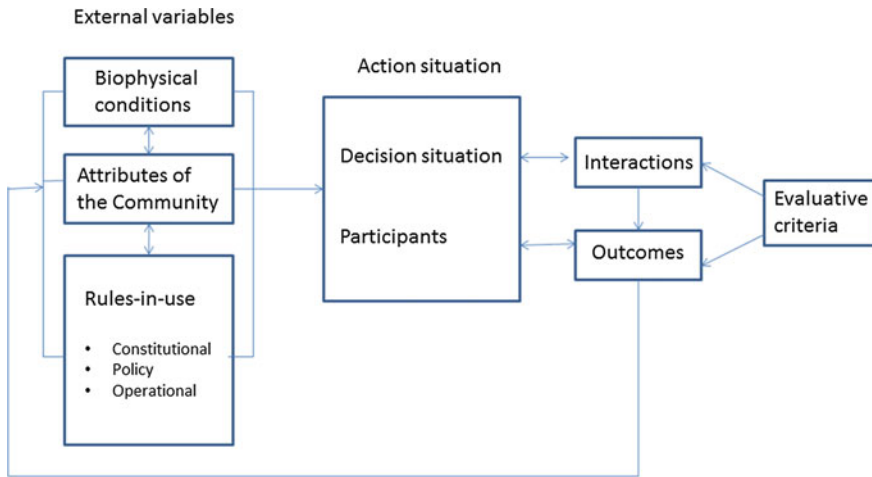 External variables
Biophysical
conditions
Attributes of
the Community
Rules-in-use
• Constitutional
• Policy
• Operational
Action situation
Decision situation
Participants
Interactions
Outcomes
Evaluative
criteria